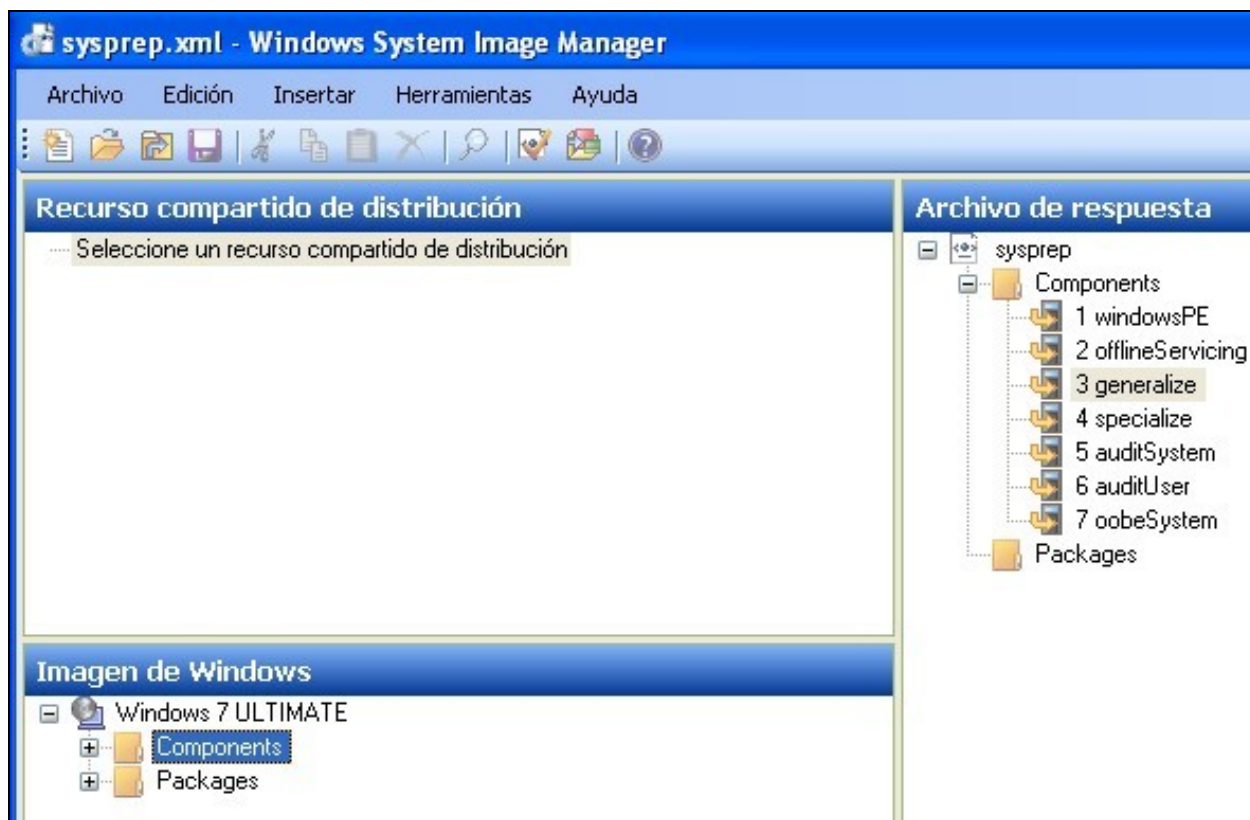 sysprep.xml - Windows System Image Manager
Archivo Edición Insertar Herramientas Ayuda
Recurso compartido de distribución
Seleccione un recurso compartido de distribución
Imagen de Windows
Windows 7 ULTIMATE
Components
Packages
Archivo de respuesta
sysprep
Components
1 windowsPE
2 offlineServicing
3 generalize
4 specialize
5 auditSystem
6 auditUser
7 oobeSystem
Packages